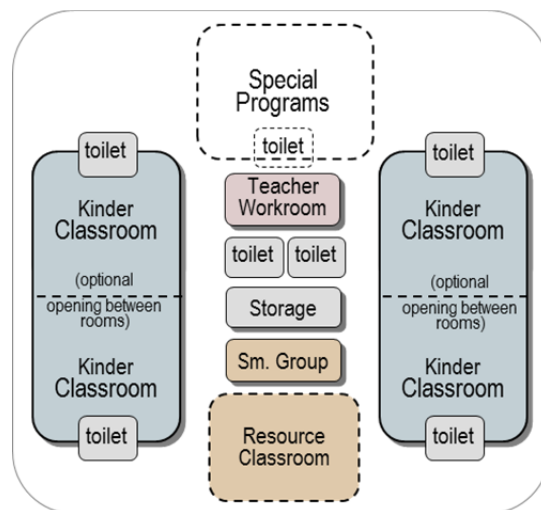 Special
Programs
toilet
toilet
Kinder
Classroom
(optional
opening between
rooms)
Kinder
Classroom
toilet
Teacher
Workroom
toilet
toilet
Storage
Sm. Group
Resource
Classroom
toilet
Kinder
Classroom
(optional
opening between
rooms)
Kinder
Classroom
toilet